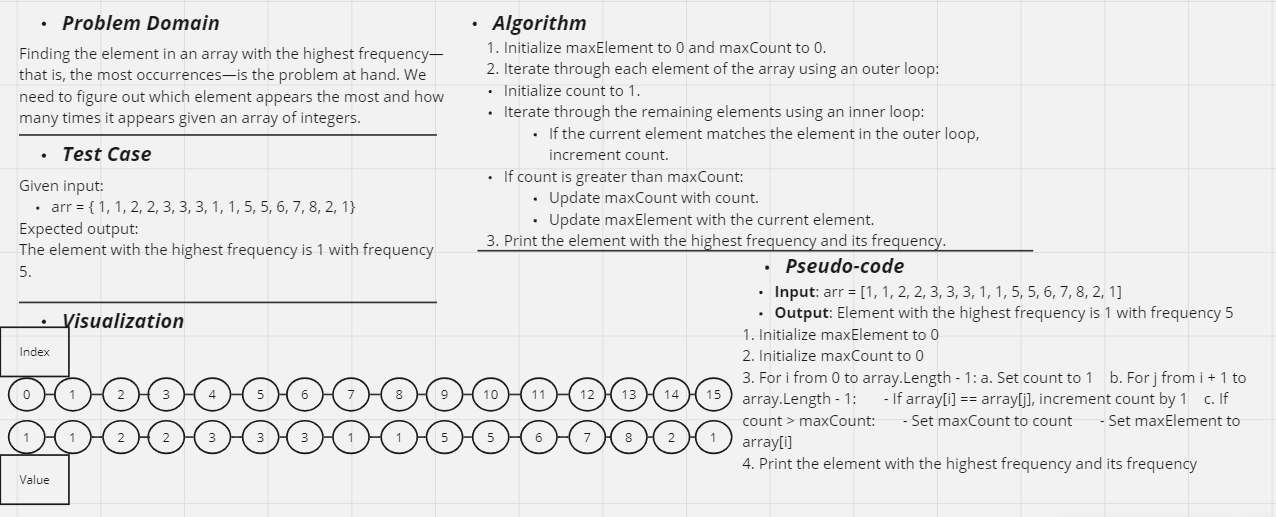 • Problem Domain
Finding the element in an array with the highest frequency—
that is, the most occurrences—is the problem at hand. We
need to figure out which element appears the most and how
many times it appears given an array of integers.
• Test Case
Given input:
• arr = { 1, 1, 2, 2, 3, 3, 3, 1, 1, 5, 5, 6, 7, 8, 2, 1}
Expected output:
The element with the highest frequency is 1 with frequency
5.
• Visualization
Index
0 1 2 3 4 5 6 7 8 9 10 11 12 13 14 15
1 1 2 2 3 3 3 1 1 5 5 6 7 8 2 1
Value
• Algorithm
1. Initialize maxElement to 0 and maxCount to 0.
2. Iterate through each element of the array using an outer loop:
• Initialize count to 1.
• Iterate through the remaining elements using an inner loop:
• If the current element matches the element in the outer loop,
increment count.
• If count is greater than maxCount:
• Update maxCount with count.
• Update maxElement with the current element.
3. Print the element with the highest frequency and its frequency.
• Pseudo-code
• Input: arr = [1, 1, 2, 2, 3, 3, 3, 1, 1, 5, 5, 6, 7, 8, 2, 1]
• Output: Element with the highest frequency is 1 with frequency 5
1. Initialize maxElement to 0
2. Initialize maxCount to 0
3. For i from 0 to array.Length - 1: a. Set count to 1 b. For j from i + 1 to
array.Length - 1: - If array[i] == array[j], increment count by 1 c. If
count > maxCount: - Set maxCount to count - Set maxElement to
array[i]
4. Print the element with the highest frequency and its frequency